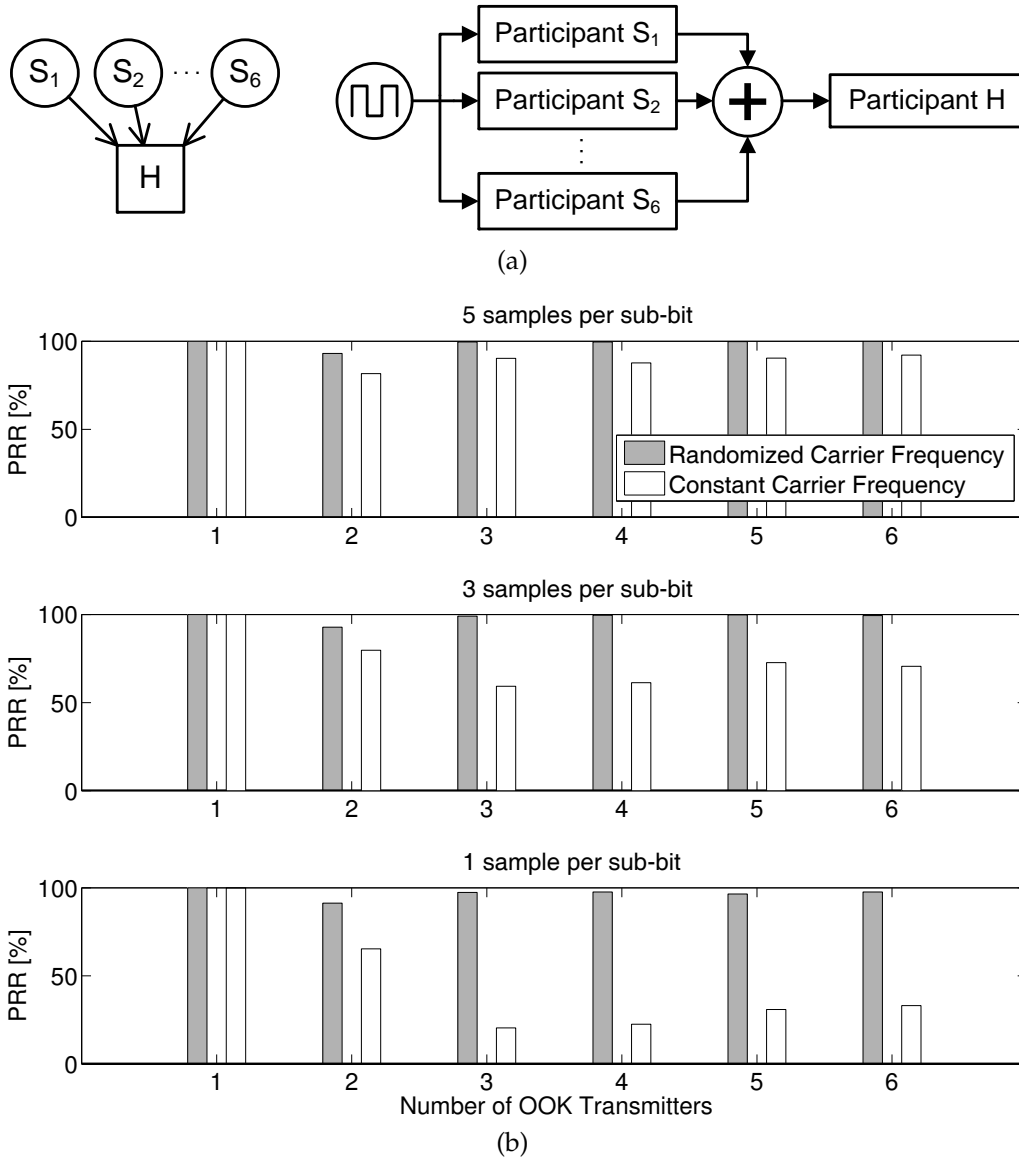 S1 S2 ... S6
H
Participant S1
Participant S2
...
Participant S6
Participant H
(a)
5 samples per sub-bit
PRR [%]
100
50
0
1 2 3 4 5 6
Randomized Carrier Frequency
Constant Carrier Frequency
3 samples per sub-bit
PRR [%]
100
50
0
1 2 3 4 5 6
1 sample per sub-bit
PRR [%]
100
50
0
1 2 3 4 5 6
Number of OOK Transmitters
(b)